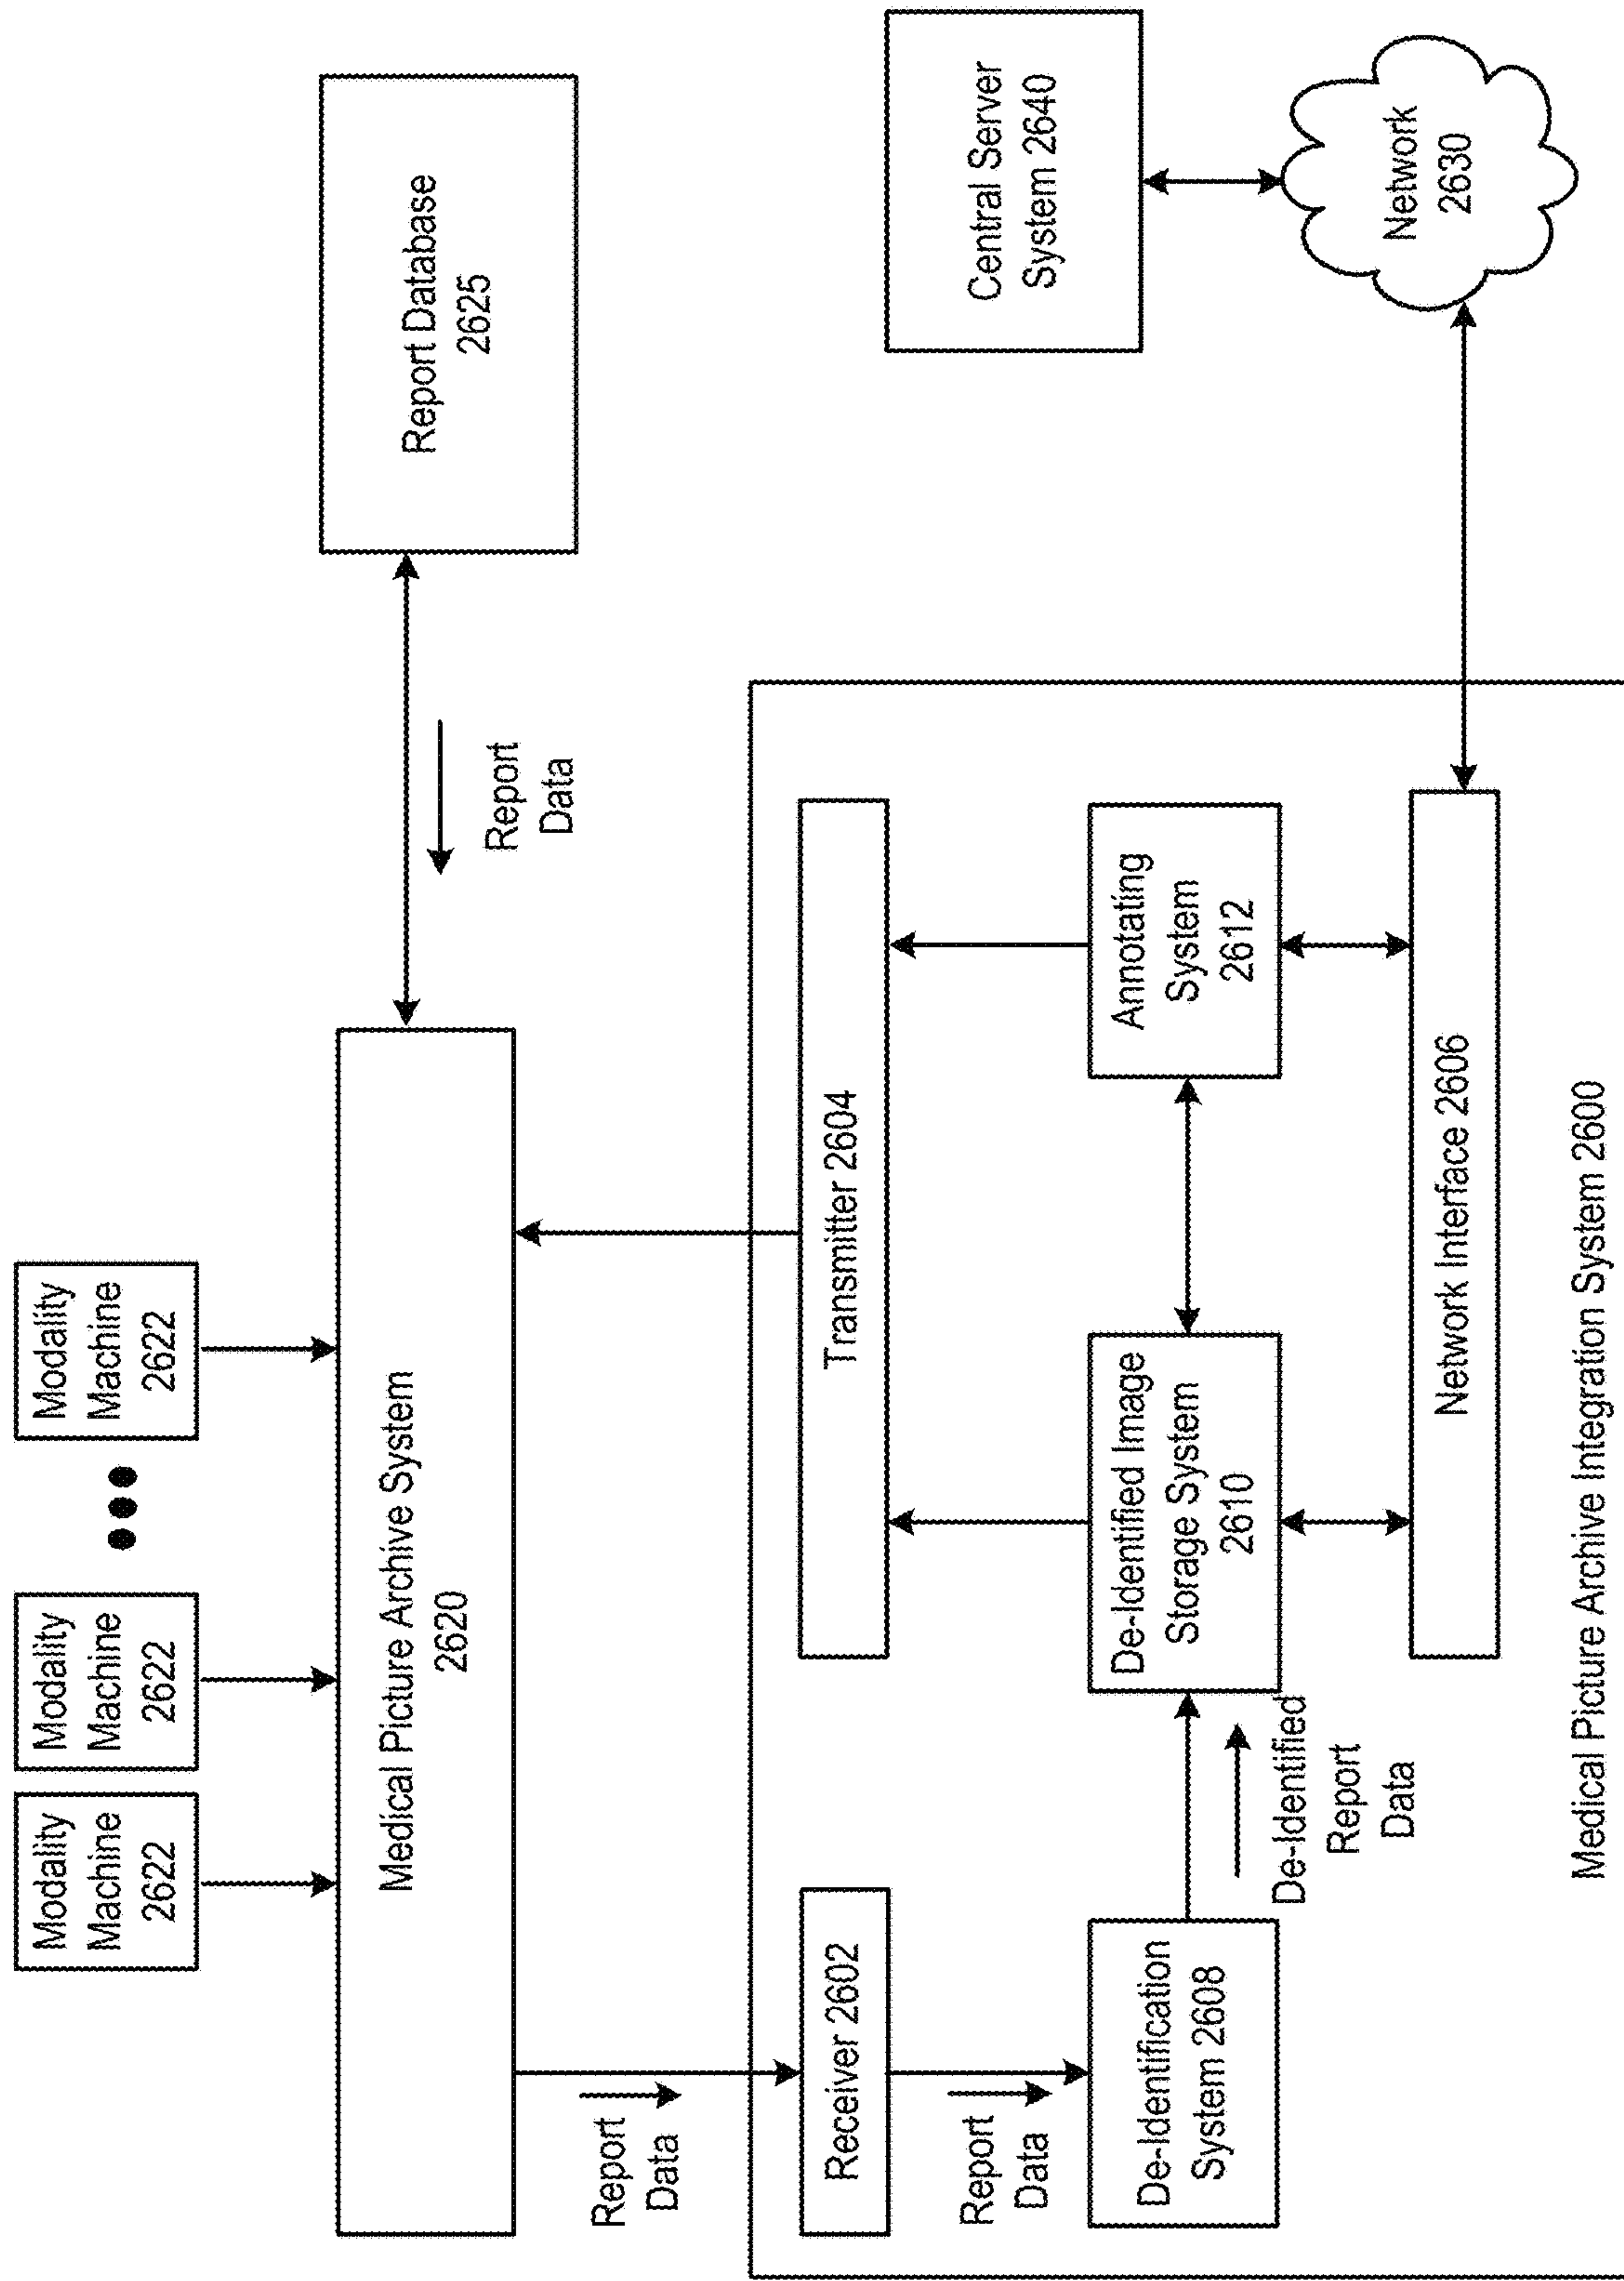 Modality
Machine
2622
Modality
Machine
2622
Modality
Machine
2622
Medical Picture Archive System
2620
Report Database
2625
Report
Data
Report
Data
Receiver 2602
Transmitter 2604
Report
Data
De-Identification
System 2608
De-Identified
Report
Data
De-Identified Image
Storage System
2610
Annotating
System
2612
Network Interface 2606
Medical Picture Archive Integration System 2600
Central Server
System 2640
Network
2630